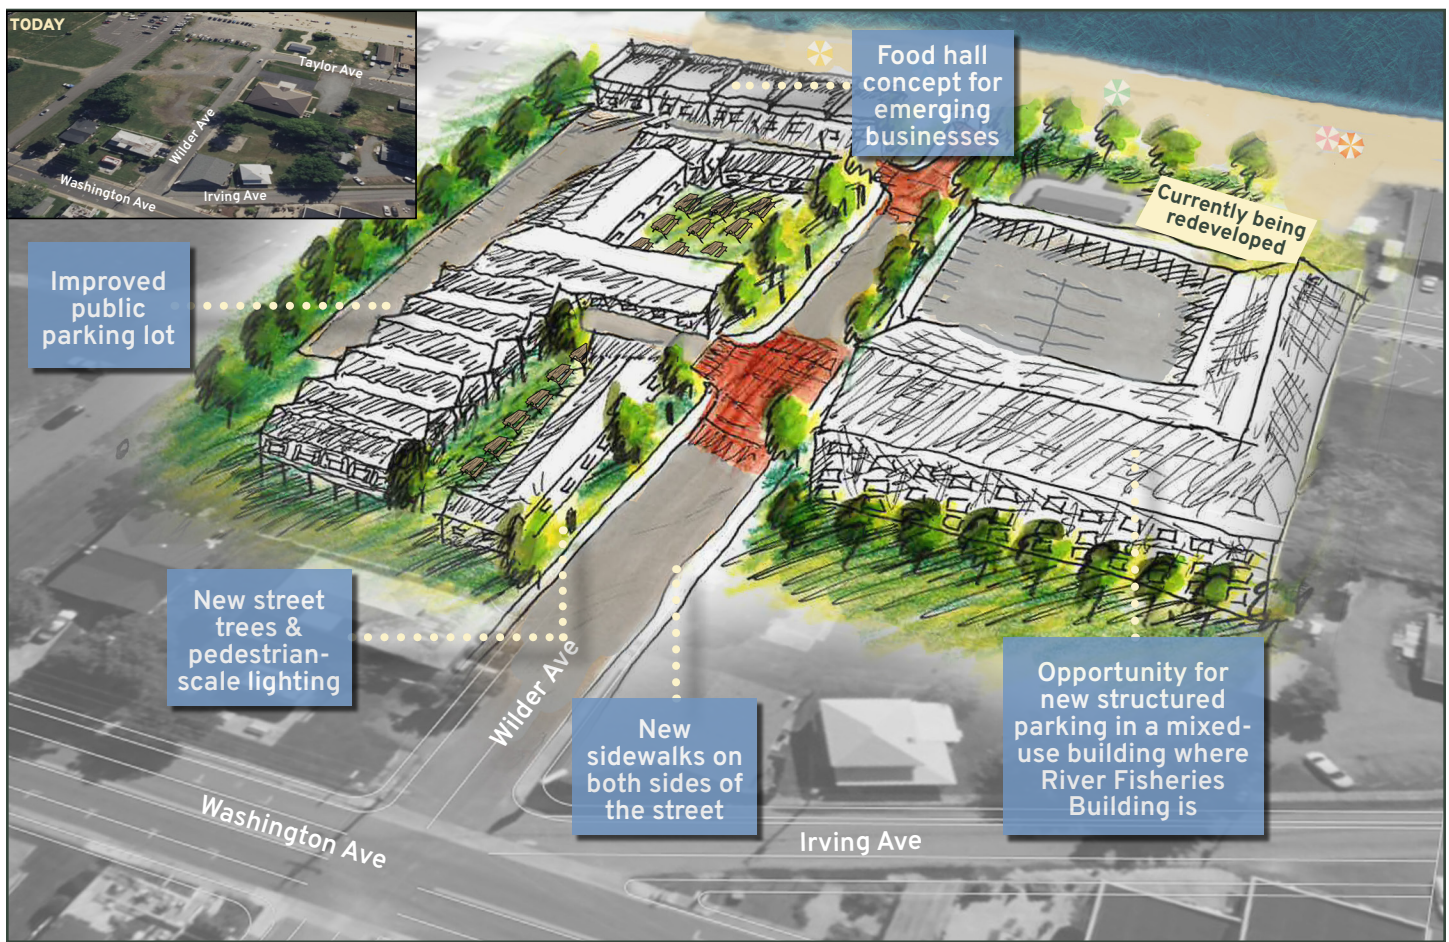 TODAY
Taylor Ave
Wilder Ave
Washington Ave
Irving Ave
Food hall
concept for
emerging
businesses
Currently being
redeveloped
Improved
public
parking lot
New street
trees &
pedestrian-
scale lighting
Wilder Ave
New
sidewalks on
both sides of
the street
Opportunity for
new structured
parking in a mixed-
use building where
River Fisheries
Building is
Washington Ave
Irving Ave